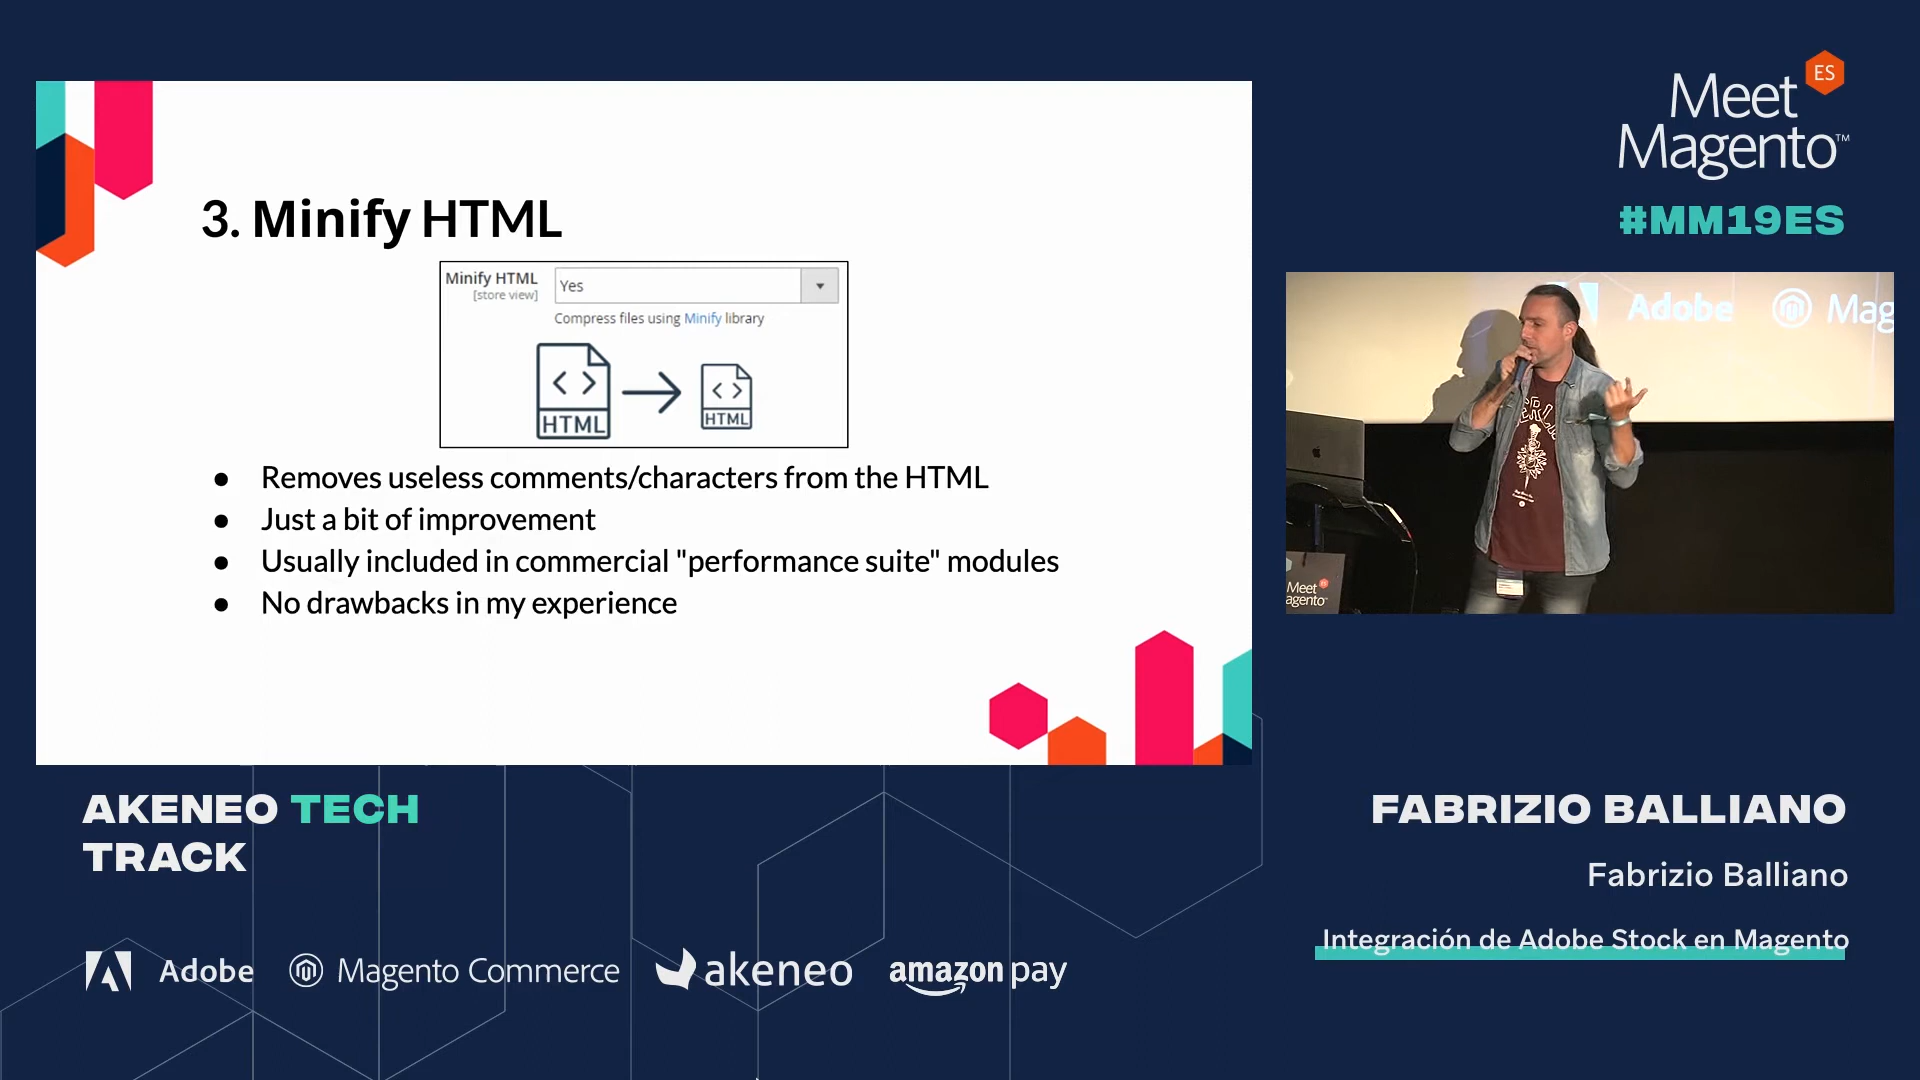 3. Minify HTML
Minify HTML
[store view]
Yes
Compress files using Minify library
HTML
HTML
● Removes useless comments/characters from the HTML
● Just a bit of improvement
● Usually included in commercial "performance suite" modules
● No drawbacks in my experience
ES
Meet
Magento™
#MM19ES
Adobe
Mag
ES
Meet
agento™
AKENEO TECH
TRACK
FABRIZIO BALLIANO
Fabrizio Balliano
Integración de Adobe Stock en Magento
Adobe
Magento Commerce
akeneo
amazon pay